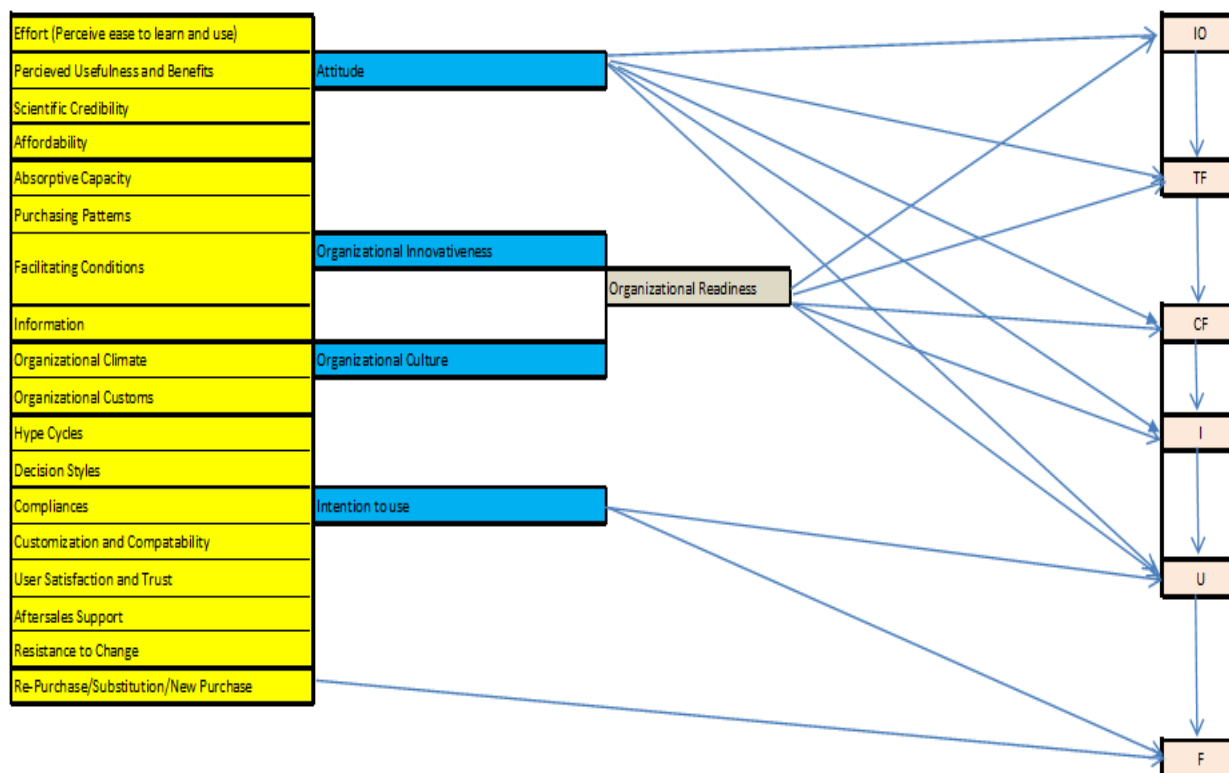 Effort (Perceive ease to learn and use)
Percieved Usefulness and Benefits
Scientific Credibility
Affordability
Absorptive Capacity
Purchasing Patterns
Facilitating Conditions
Information
Organizational Climate
Organizational Customs
Hype Cycles
Decision Styles
Compliances
Customization and Compatability
User Satisfaction and Trust
Aftersales Support
Resistance to Change
Re-Purchase/Substitution/New Purchase
Attitude
Organizational Innovativeness
Organizational Culture
Intention to use
Organizational Readiness
IO
TF
CF
I
U
F